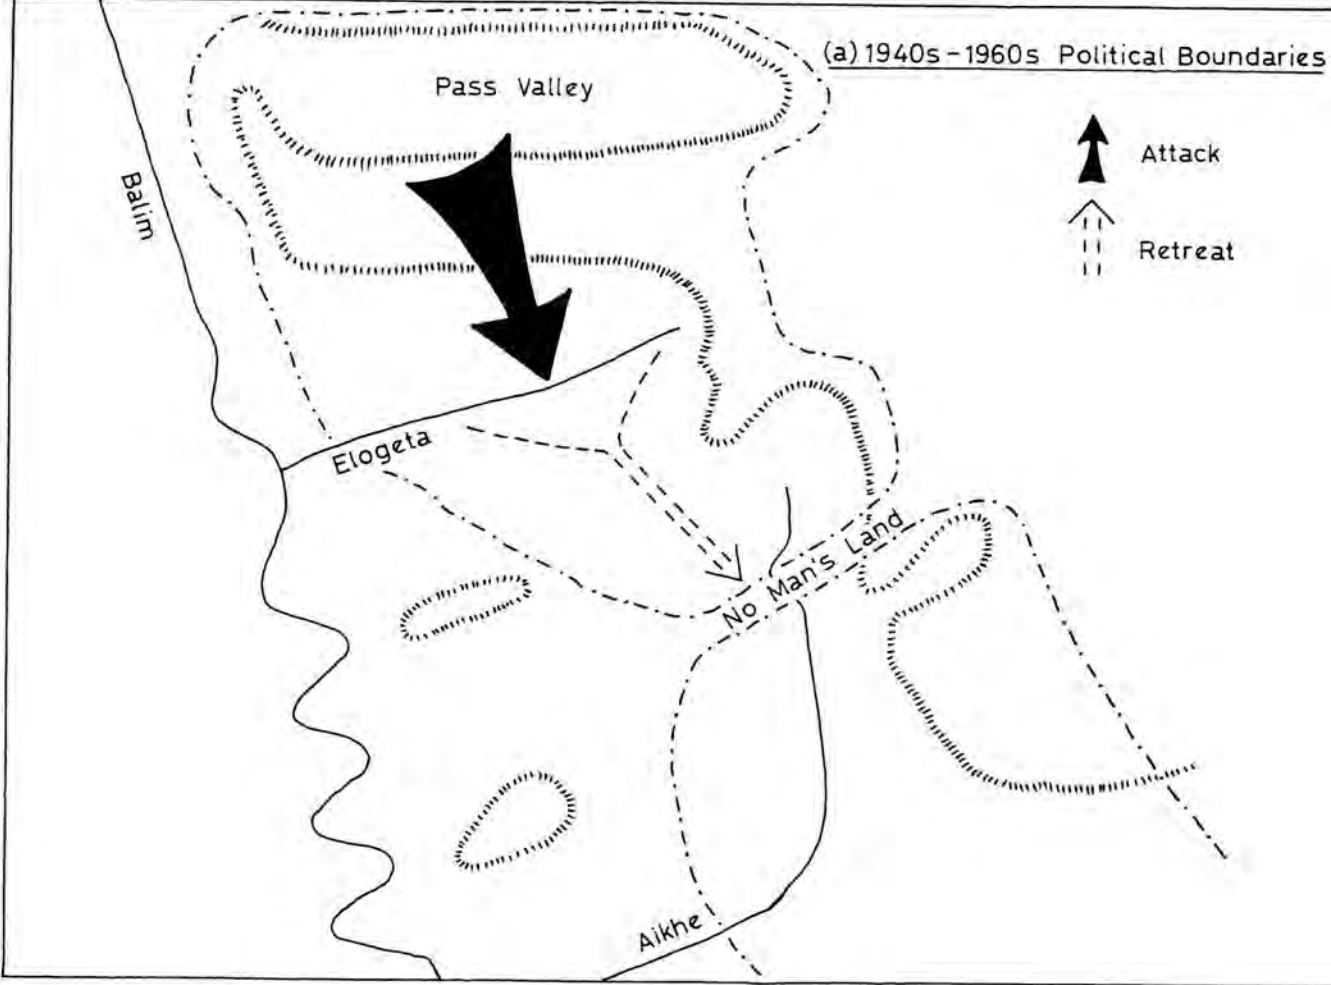 (a) 1940s-1960s Political Boundaries
Pass Valley
Attack
Balim
Retreat
Elogeta
No Man's Land
Aikhe